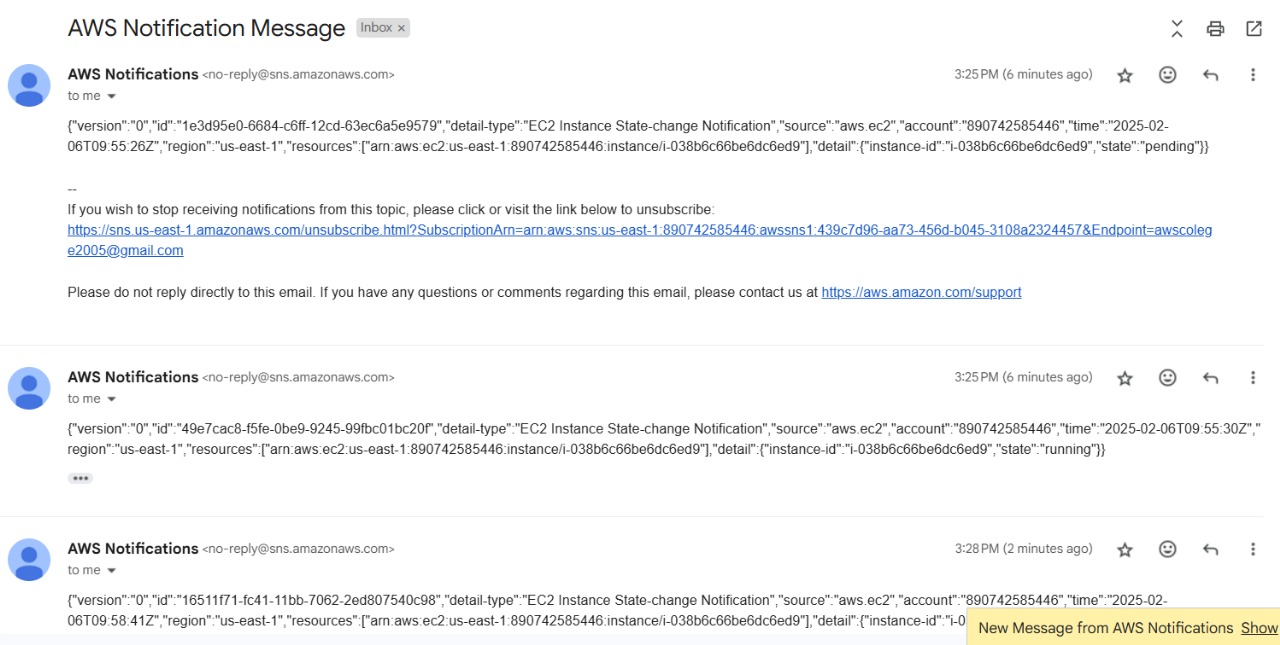 AWS Notification Message Inbox ×
AWS Notifications <no-reply@sns.amazonaws.com> 3:25 PM (6 minutes ago)
to me
{"version":"0","id":"1e3d95e0-6684-c6ff-12cd-63ec6a5e9579","detail-type":"EC2 Instance State-change Notification","source":"aws.ec2","account":"890742585446","time":"2025-02-
06T09:55:26Z","region":"us-east-1","resources":["arn:aws:ec2:us-east-1:890742585446:instance/i-038b6c66be6dc6ed9"],"detail":{"instance-id":"i-038b6c66be6dc6ed9","state":"pending"}}
--
If you wish to stop receiving notifications from this topic, please click or visit the link below to unsubscribe:
https://sns.us-east-1.amazonaws.com/unsubscribe.html?SubscriptionArn=arn:aws:sns:us-east-1:890742585446:awssns1:439c7d96-aa73-456d-b045-3108a2324457&Endpoint=awscoleg
e2005@gmail.com
Please do not reply directly to this email. If you have any questions or comments regarding this email, please contact us at https://aws.amazon.com/support
AWS Notifications <no-reply@sns.amazonaws.com> 3:25 PM (6 minutes ago)
to me
{"version":"0","id":"49e7cac8-f5fe-0be9-9245-99fbc01bc20f","detail-type":"EC2 Instance State-change Notification","source":"aws.ec2","account":"890742585446","time":"2025-02-06T09:55:30Z","
region":"us-east-1","resources":["arn:aws:ec2:us-east-1:890742585446:instance/i-038b6c66be6dc6ed9"],"detail":{"instance-id":"i-038b6c66be6dc6ed9","state":"running"}}
AWS Notifications <no-reply@sns.amazonaws.com> 3:28 PM (2 minutes ago)
to me
{"version":"0","id":"16511f71-fc41-11bb-7062-2ed807540c98","detail-type":"EC2 Instance State-change Notification","source":"aws.ec2","account":"890742585446","time":"2025-02-
06T09:58:41Z","region":"us-east-1","resources":["arn:aws:ec2:us-east-1:890742585446:instance/i-038b6c66be6dc6ed9"],"detail":{"instance-id":"i-0
New Message from AWS Notifications Show